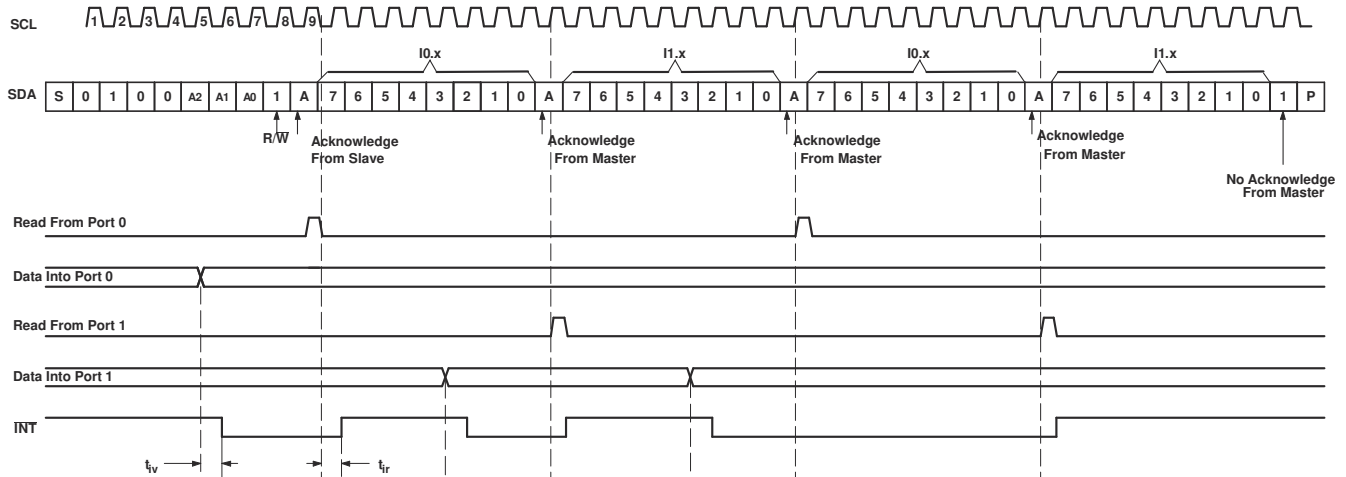 SCL 1 2 3 4 5 6 7 8 9
I0.x I1.x I0.x I1.x
SDA S 0 1 0 0 A2 A1 A0 1 A 7 6 5 4 3 2 1 0 A 7 6 5 4 3 2 1 0 A 7 6 5 4 3 2 1 0 A 7 6 5 4 3 2 1 0 1 P
R/W̅
Acknowledge
From Slave
Acknowledge
From Master
Acknowledge
From Master
Acknowledge
From Master
No Acknowledge
From Master
Read From Port 0
Data Into Port 0
Read From Port 1
Data Into Port 1
I̅N̅T̅
tiv tir